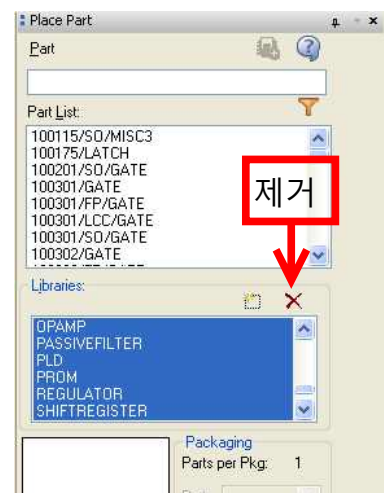 Place Part
Part
Part List:
100115/SO/MISC3
100175/LATCH
100201/SO/GATE
100301/GATE
100301/FP/GATE
100301/LCC/GATE
100301/SO/GATE
100302/GATE
제거
Libraries:
OPAMP
PASSIVEFILTER
PLD
PROM
REGULATOR
SHIFTREGISTER
Packaging
Parts per Pkg: 1